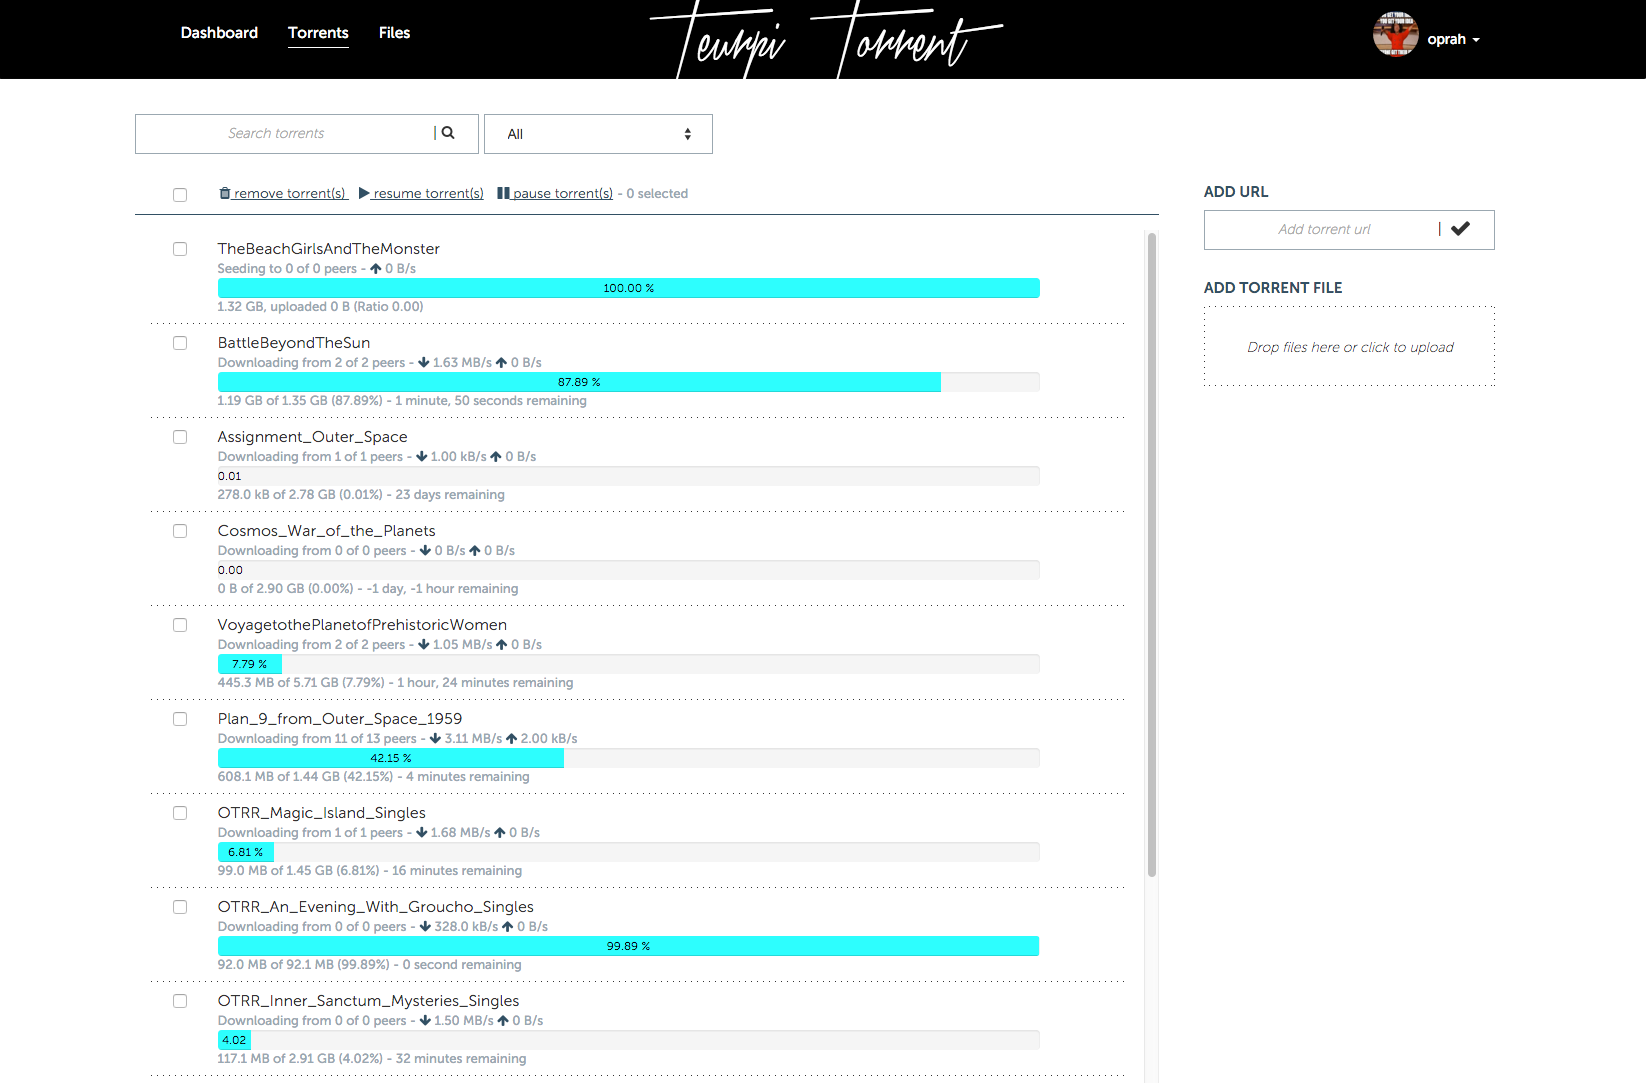 Dashboard Torrents Files
Teurpi Torrent
oprah
Search torrents
All
remove torrent(s) resume torrent(s) pause torrent(s) - 0 selected
TheBeachGirlsAndTheMonster
Seeding to 0 of 0 peers - 0 B/s
100.00 %
1.32 GB, uploaded 0 B (Ratio 0.00)
BattleBeyondTheSun
Downloading from 2 of 2 peers - 1.63 MB/s 0 B/s
87.89 %
1.19 GB of 1.35 GB (87.89%) - 1 minute, 50 seconds remaining
Assignment_Outer_Space
Downloading from 1 of 1 peers - 1.00 kB/s 0 B/s
0.01
278.0 kB of 2.78 GB (0.01%) - 23 days remaining
Cosmos_War_of_the_Planets
Downloading from 0 of 0 peers - 0 B/s 0 B/s
0.00
0 B of 2.90 GB (0.00%) - -1 day, -1 hour remaining
VoyagetothePlanetofPrehistoricWomen
Downloading from 2 of 2 peers - 1.05 MB/s 0 B/s
7.79 %
445.3 MB of 5.71 GB (7.79%) - 1 hour, 24 minutes remaining
Plan_9_from_Outer_Space_1959
Downloading from 11 of 13 peers - 3.11 MB/s 2.00 kB/s
42.15 %
608.1 MB of 1.44 GB (42.15%) - 4 minutes remaining
OTRR_Magic_Island_Singles
Downloading from 1 of 1 peers - 1.68 MB/s 0 B/s
6.81 %
99.0 MB of 1.45 GB (6.81%) - 16 minutes remaining
OTRR_An_Evening_With_Groucho_Singles
Downloading from 0 of 0 peers - 328.0 kB/s 0 B/s
99.89 %
92.0 MB of 92.1 MB (99.89%) - 0 second remaining
OTRR_Inner_Sanctum_Mysteries_Singles
Downloading from 0 of 0 peers - 1.50 MB/s 0 B/s
4.02
117.1 MB of 2.91 GB (4.02%) - 32 minutes remaining
ADD URL
Add torrent url
ADD TORRENT FILE
Drop files here or click to upload